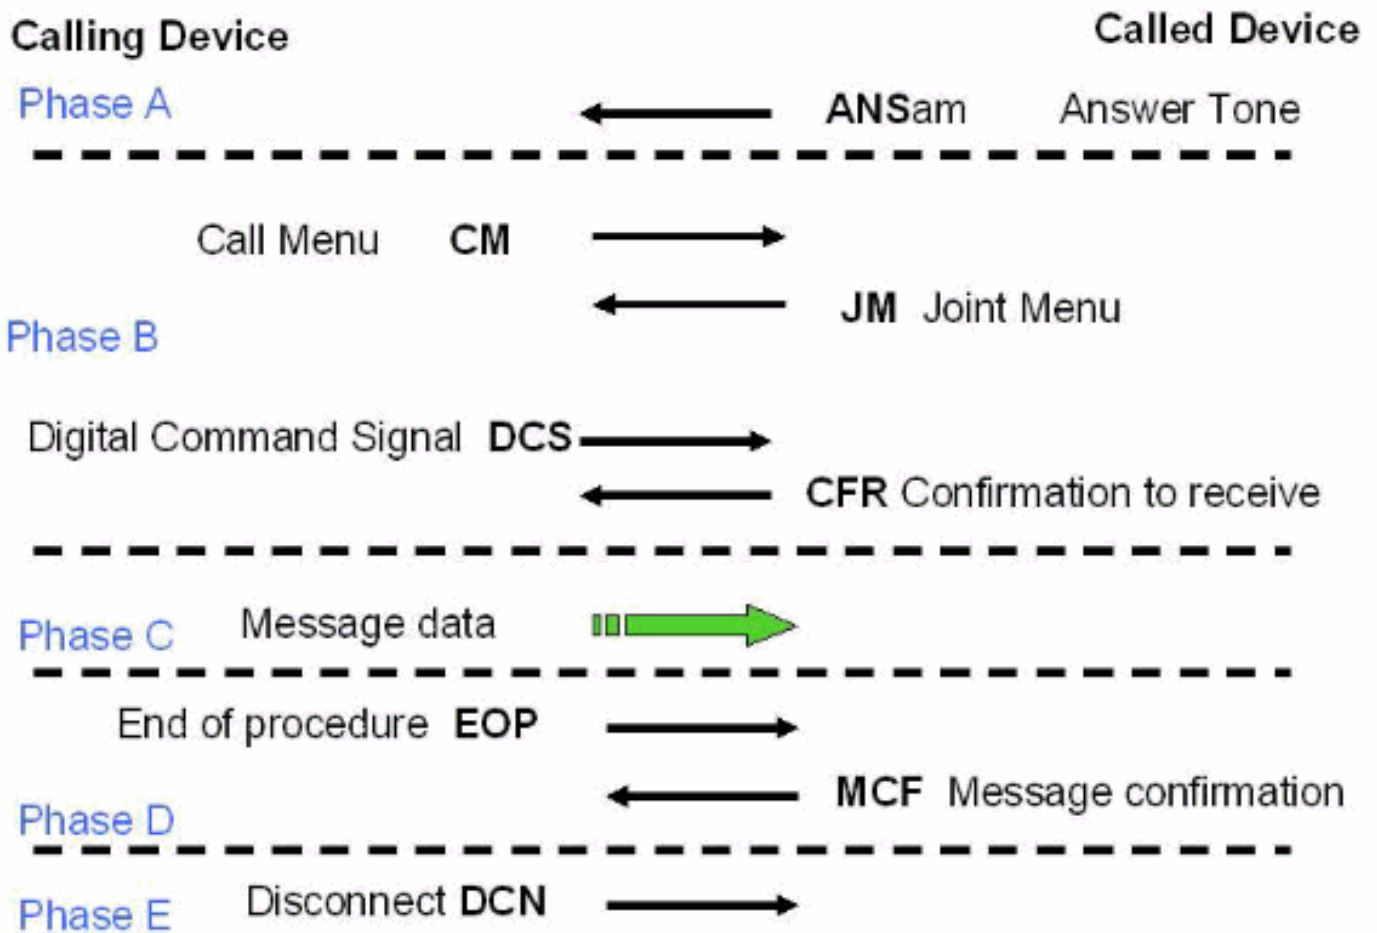 Calling Device
Called Device
Phase A
ANSam Answer Tone
Call Menu CM
JM Joint Menu
Phase B
Digital Command Signal DCS
CFR Confirmation to receive
Phase C
Message data
End of procedure EOP
MCF Message confirmation
Phase D
Phase E
Disconnect DCN